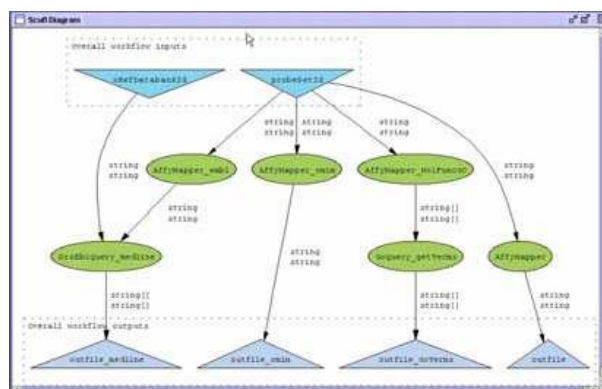 Scufl Diagram
Overall workflow inputs
xRefDatabankId
probeSetId
string string string string
string string string string
string string
string string
AffyMapper_embl AffyMapper_omim AffyMapper_MolFuncGO
string string[]
string string[]
string
string
SrsEbiquery_medline Goquery_getTerms AffyMapper
string[] string[] string
string[] string[] string
Overall workflow outputs
outfile_medline outfile_omim outfile_GoTerms outfile